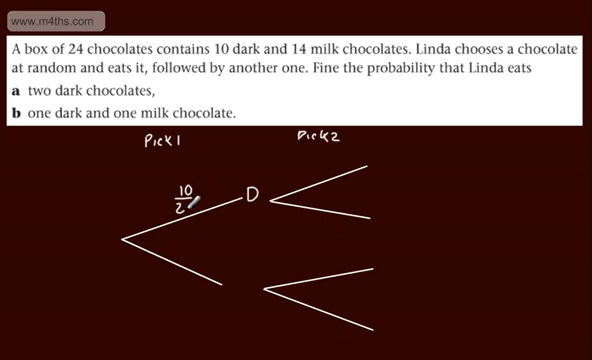 www.m4ths.com
A box of 24 chocolates contains 10 dark and 14 milk chocolates. Linda chooses a chocolate
at random and eats it, followed by another one. Fine the probability that Linda eats
a two dark chocolates,
b one dark and one milk chocolate.
Pick 1
Pick 2
10
2
D